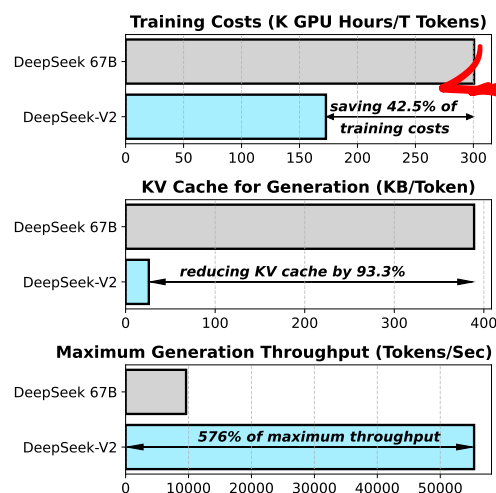 Training Costs (K GPU Hours/T Tokens)
DeepSeek 67B
DeepSeek-V2
saving 42.5% of
training costs
0 50 100 150 200 250 300
KV Cache for Generation (KB/Token)
DeepSeek 67B
DeepSeek-V2
reducing KV cache by 93.3%
0 100 200 300 400
Maximum Generation Throughput (Tokens/Sec)
DeepSeek 67B
DeepSeek-V2
576% of maximum throughput
0 10000 20000 30000 40000 50000